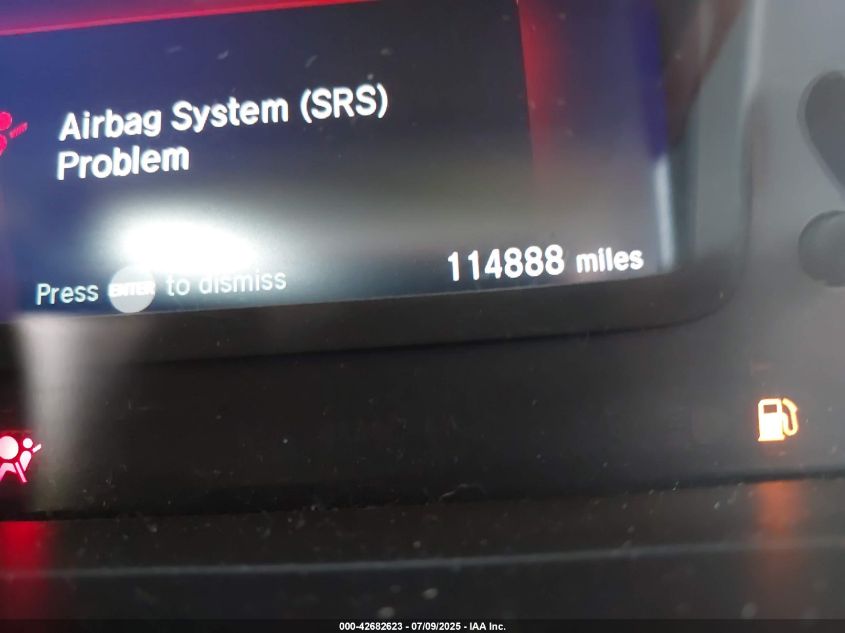 Airbag System (SRS)
Problem
114888 miles
Press ENTER to dismiss
000-42682623 - 07/09/2025 - IAA Inc.